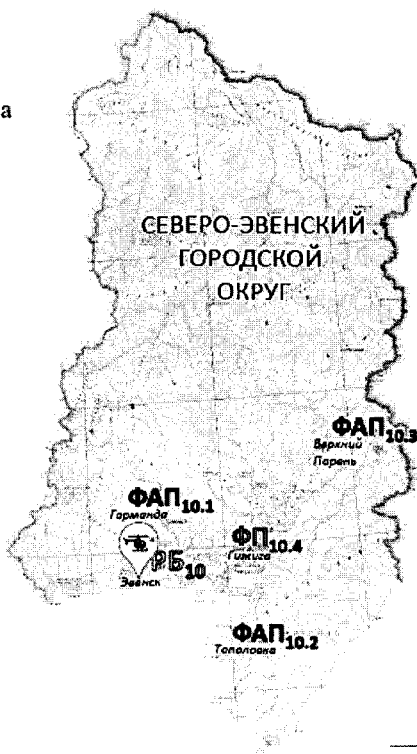 а
СЕВЕРО-ЭВЕНСКИЙ
ГОРОДСКОЙ
ОКРУГ
ФАП10.3
Верхний
Парень
ФАП10.1
Гарманда
ФП10.4
Гижига
РБ10
Эвенск
ФАП10.2
Тополовка